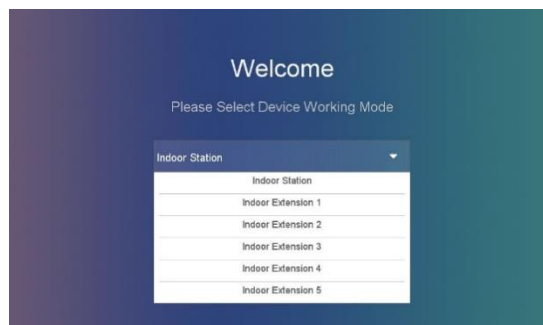 Welcome
Please Select Device Working Mode
Indoor Station
Indoor Station
Indoor Extension 1
Indoor Extension 2
Indoor Extension 3
Indoor Extension 4
Indoor Extension 5